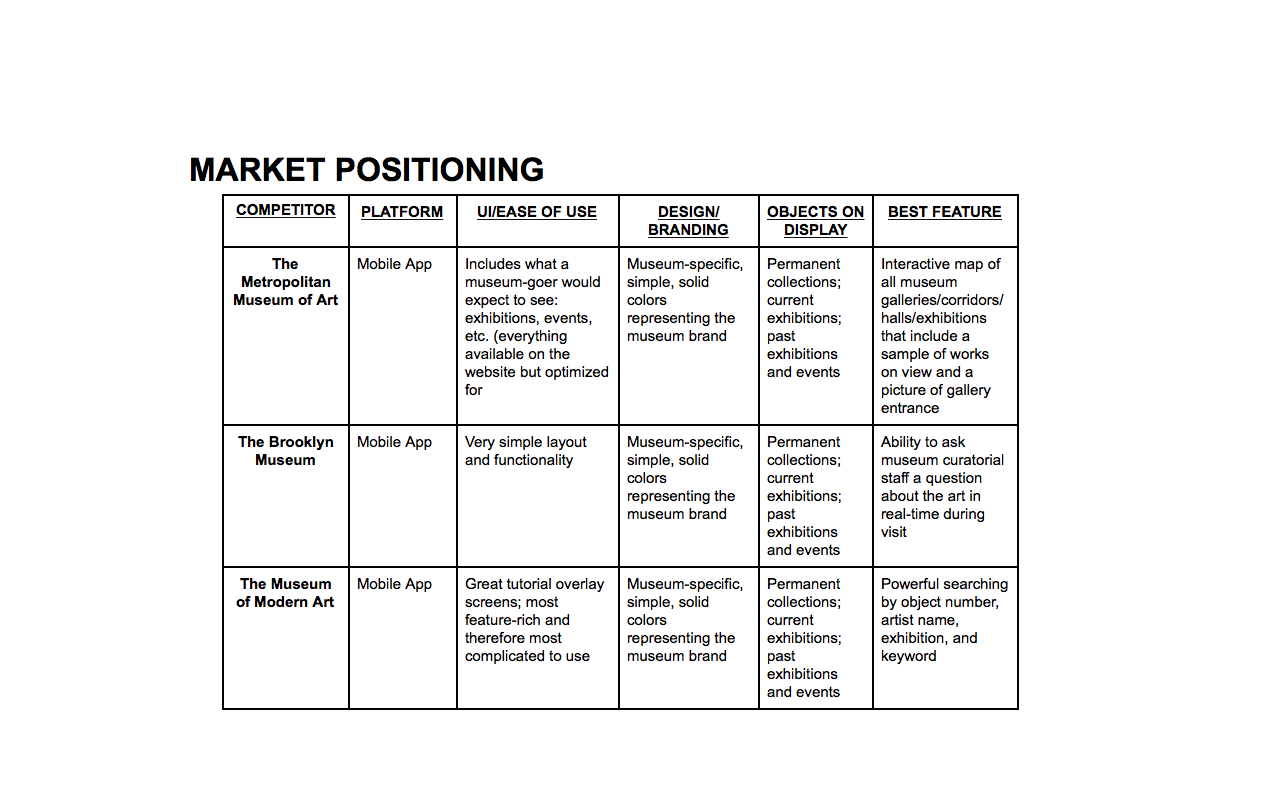 MARKET POSITIONING
COMPETITOR
PLATFORM
UI/EASE OF USE
DESIGN/
BRANDING
OBJECTS ON
DISPLAY
BEST FEATURE
The
Metropolitan
Museum of Art
Mobile App
Includes what a
museum-goer would
expect to see:
exhibitions, events,
etc. (everything
available on the
website but optimized
for
Museum-specific,
simple, solid
colors
representing the
museum brand
Permanent
collections;
current
exhibitions;
past
exhibitions
and events
Interactive map of
all museum
galleries/corridors/
halls/exhibitions
that include a
sample of works
on view and a
picture of gallery
entrance
The Brooklyn
Museum
Mobile App
Very simple layout
and functionality
Museum-specific,
simple, solid
colors
representing the
museum brand
Permanent
collections;
current
exhibitions;
past
exhibitions
and events
Ability to ask
museum curatorial
staff a question
about the art in
real-time during
visit
The Museum
of Modern Art
Mobile App
Great tutorial overlay
screens; most
feature-rich and
therefore most
complicated to use
Museum-specific,
simple, solid
colors
representing the
museum brand
Permanent
collections;
current
exhibitions;
past
exhibitions
and events
Powerful searching
by object number,
artist name,
exhibition, and
keyword